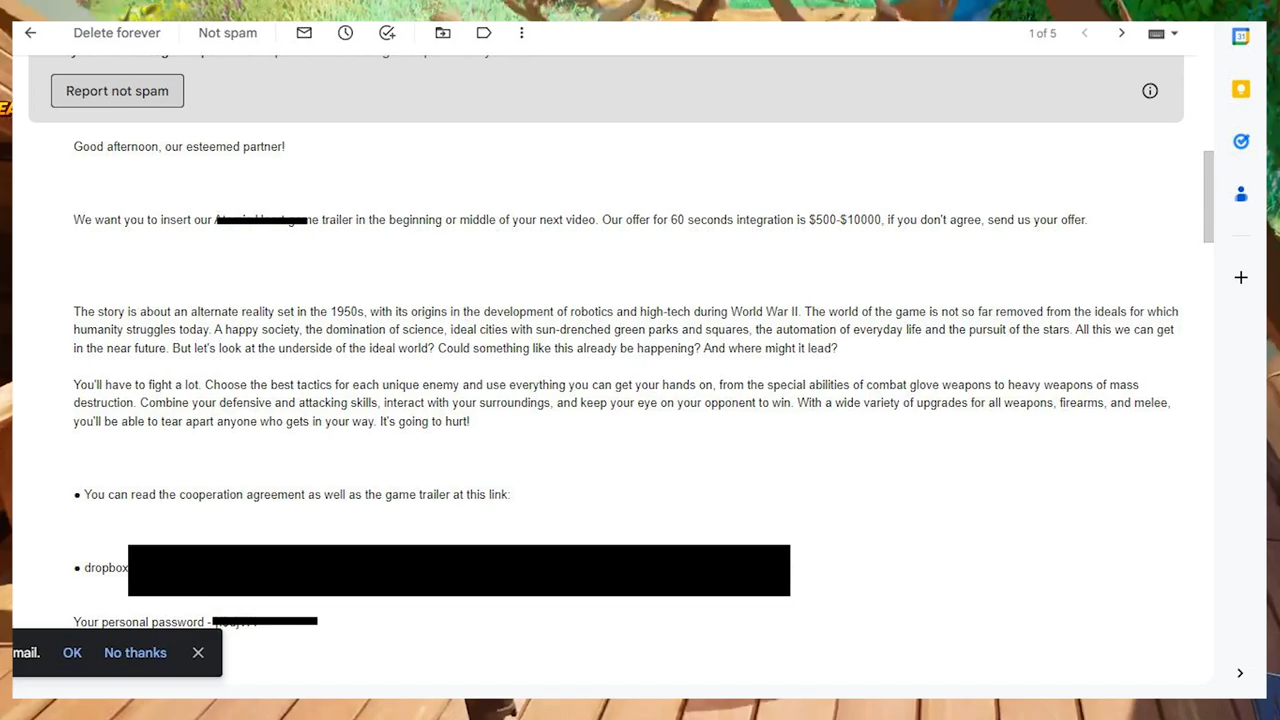 Delete forever
Not spam
1 of 5
31
Report not spam
Good afternoon, our esteemed partner!
We want you to insert our trailer in the beginning or middle of your next video. Our offer for 60 seconds integration is $500-$10000, if you don't agree, send us your offer.
The story is about an alternate reality set in the 1950s, with its origins in the development of robotics and high-tech during World War II. The world of the game is not so far removed from the ideals for which
humanity struggles today. A happy society, the domination of science, ideal cities with sun-drenched green parks and squares, the automation of everyday life and the pursuit of the stars. All this we can get
in the near future. But let's look at the underside of the ideal world? Could something like this already be happening? And where might it lead?
You'll have to fight a lot. Choose the best tactics for each unique enemy and use everything you can get your hands on, from the special abilities of combat glove weapons to heavy weapons of mass
destruction. Combine your defensive and attacking skills, interact with your surroundings, and keep your eye on your opponent to win. With a wide variety of upgrades for all weapons, firearms, and melee,
you'll be able to tear apart anyone who gets in your way. It's going to hurt!
● You can read the cooperation agreement as well as the game trailer at this link:
● dropbox
Your personal password -
mail.
OK
No thanks